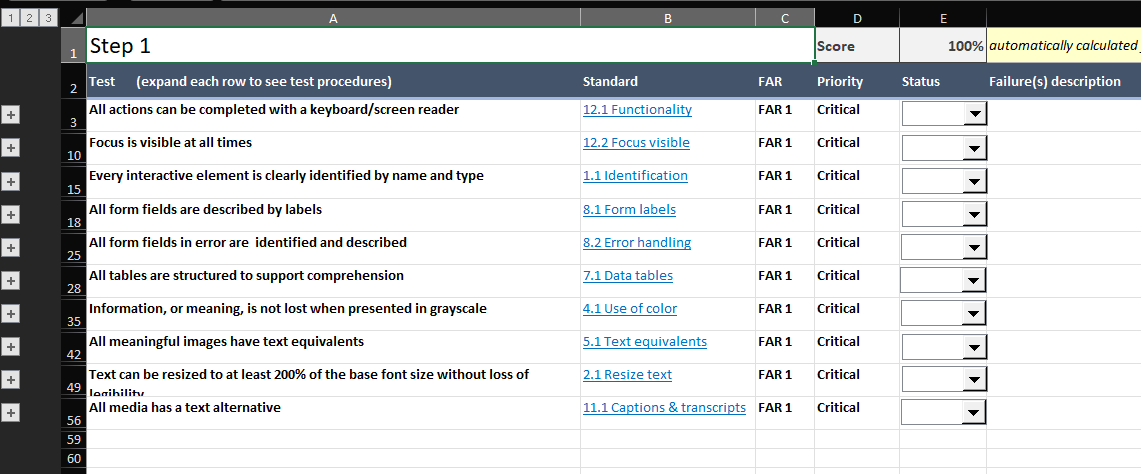 1 2 3 A B C D E
1 Step 1 Score 100% automatically calculated
2 Test (expand each row to see test procedures) Standard FAR Priority Status Failure(s) description
3 All actions can be completed with a keyboard/screen reader 12.1 Functionality FAR 1 Critical
10 Focus is visible at all times 12.2 Focus visible FAR 1 Critical
15 Every interactive element is clearly identified by name and type 1.1 Identification FAR 1 Critical
18 All form fields are described by labels 8.1 Form labels FAR 1 Critical
25 All form fields in error are identified and described 8.2 Error handling FAR 1 Critical
28 All tables are structured to support comprehension 7.1 Data tables FAR 1 Critical
35 Information, or meaning, is not lost when presented in grayscale 4.1 Use of color FAR 1 Critical
42 All meaningful images have text equivalents 5.1 Text equivalents FAR 1 Critical
49 Text can be resized to at least 200% of the base font size without loss of 2.1 Resize text FAR 1 Critical
legibility
56 All media has a text alternative 11.1 Captions & transcripts FAR 1 Critical
59
60